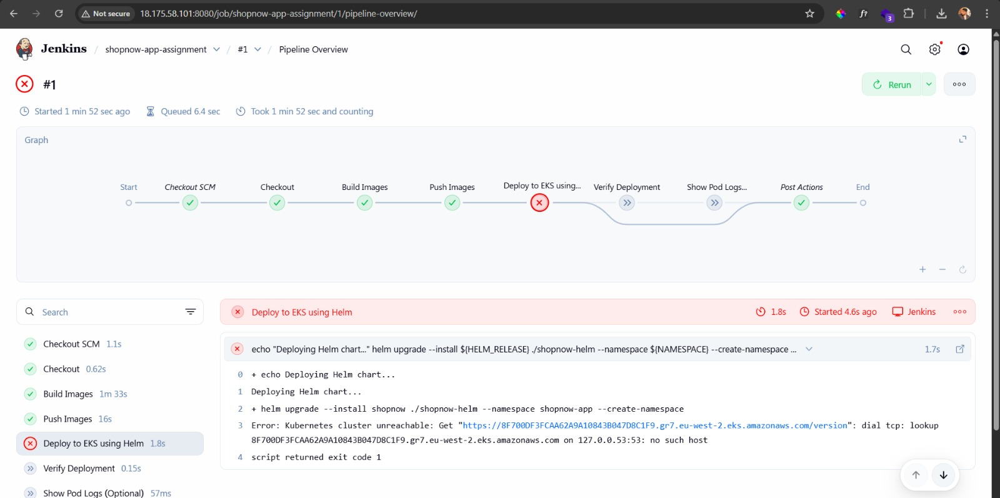 Not secure 18.175.58.101:8080/job/shopnow-app-assignment/1/pipeline-overview/
f?
3
Jenkins / shopnow-app-assignment / #1 / Pipeline Overview
#1
Rerun
Started 1 min 52 sec ago Queued 6.4 sec Took 1 min 52 sec and counting
Graph
Start Checkout SCM Checkout Build Images Push Images Deploy to EKS using... Verify Deployment Show Pod Logs... Post Actions End
Search
Deploy to EKS using Helm 1.8s Started 4.6s ago Jenkins
Checkout SCM 1.1s
Checkout 0.62s
Build Images 1m 33s
Push Images 16s
Deploy to EKS using Helm 1.8s
Verify Deployment 0.15s
Show Pod Logs (Optional) 57ms
echo "Deploying Helm chart..." helm upgrade --install ${HELM_RELEASE} ./shopnow-helm --namespace ${NAMESPACE} --create-namespace ... 1.7s
0 + echo Deploying Helm chart...
1 Deploying Helm chart...
2 + helm upgrade --install shopnow ./shopnow-helm --namespace shopnow-app --create-namespace
3 Error: Kubernetes cluster unreachable: Get "https://8F700DF3FCAA62A9A10843B047D8C1F9.gr7.eu-west-2.eks.amazonaws.com/version": dial tcp: lookup
8F700DF3FCAA62A9A10843B047D8C1F9.gr7.eu-west-2.eks.amazonaws.com on 127.0.0.53:53: no such host
4 script returned exit code 1